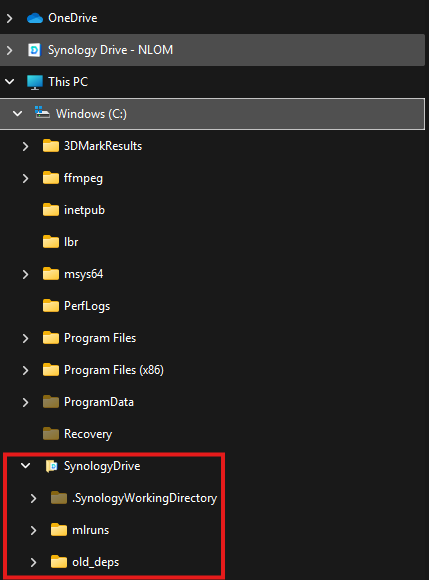 OneDrive
Synology Drive - NLOM
This PC
Windows (C:)
3DMarkResults
ffmpeg
inetpub
lbr
msys64
PerfLogs
Program Files
Program Files (x86)
ProgramData
Recovery
SynologyDrive
.SynologyWorkingDirectory
mlruns
old_deps